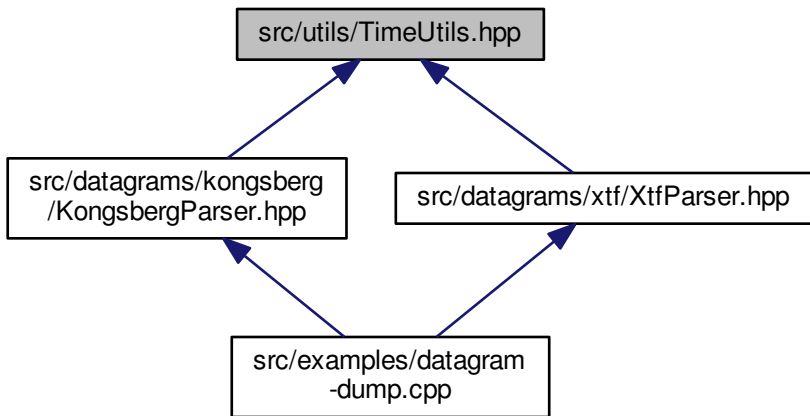 src/utils/TimeUtils.hpp
src/datagrams/kongsberg
/KongsbergParser.hpp
src/datagrams/xtf/XtfParser.hpp
src/examples/datagram
-dump.cpp